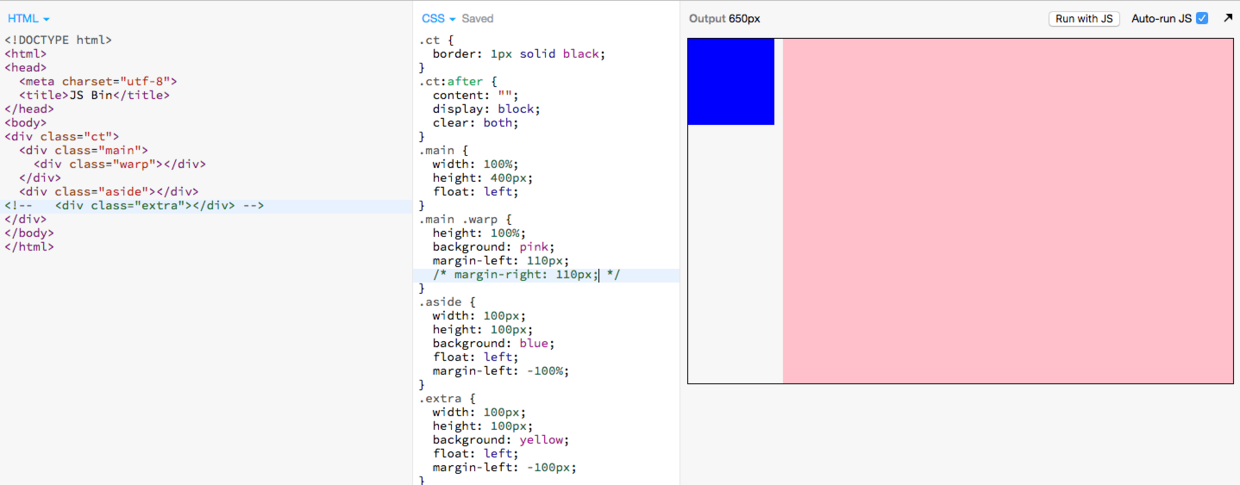 HTML
<!DOCTYPE html>
<html>
<head>
  <meta charset="utf-8">
  <title>JS Bin</title>
</head>
<body>
<div class="ct">
  <div class="main">
    <div class="warp"></div>
  </div>
  <div class="aside"></div>
<!--   <div class="extra"></div> -->
</div>
</body>
</html>
CSS Saved
.ct {
  border: 1px solid black;
}
.ct:after {
  content: "";
  display: block;
  clear: both;
}
.main {
  width: 100%;
  height: 400px;
  float: left;
}
.main .warp {
  height: 100%;
  background: pink;
  margin-left: 110px;
  /* margin-right: 110px; */
}
.aside {
  width: 100px;
  height: 100px;
  background: blue;
  float: left;
  margin-left: -100%;
}
.extra {
  width: 100px;
  height: 100px;
  background: yellow;
  float: left;
  margin-left: -100px;
}
Output 650px Run with JS Auto-run JS